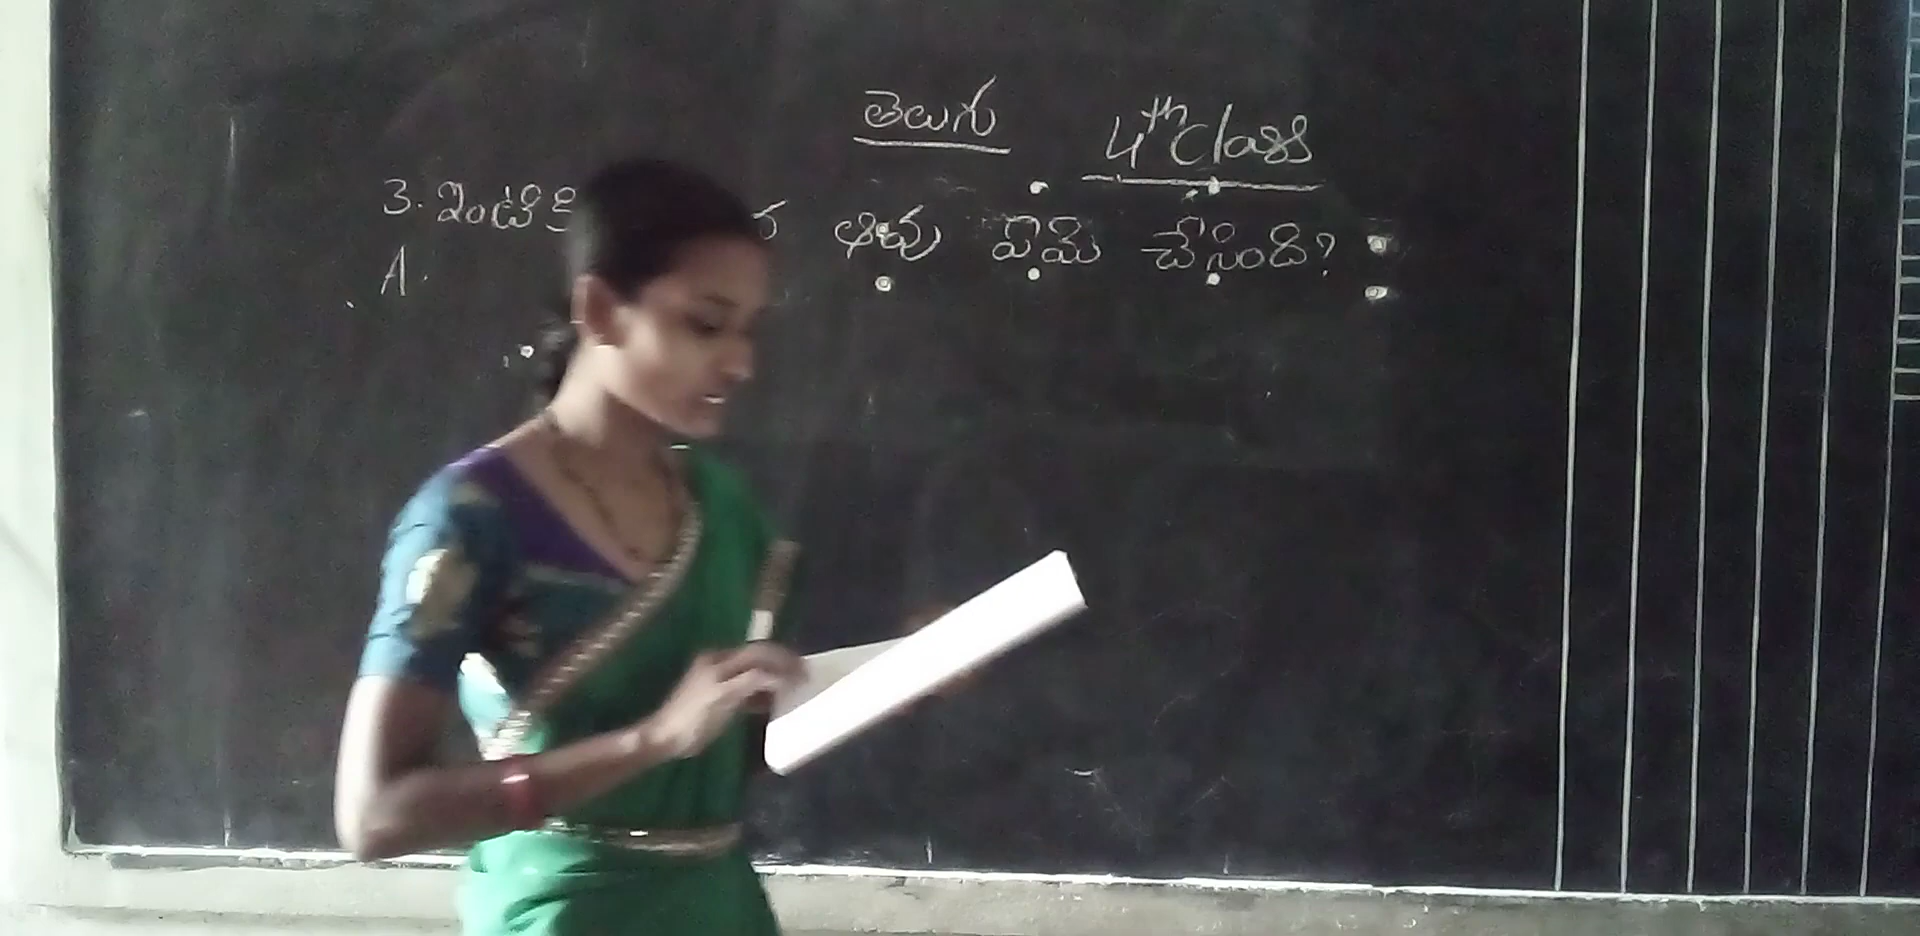 తెలుగు 4th class
3. ఇంటికి ఆవు ఏమి చేసింది?
A.